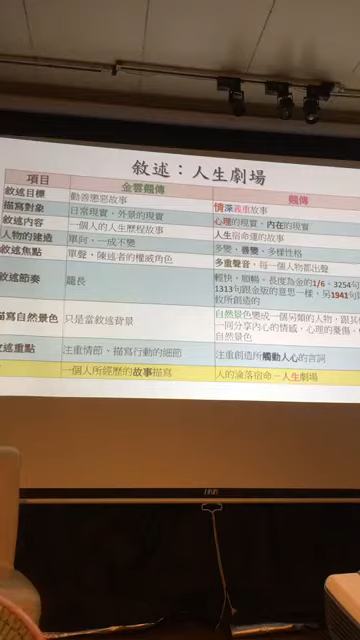 敘述：人生劇場
項目 金雲翹傳 翹傳
敘述目標 勸善懲惡故事 情深義重故事
描寫對象 日常現實、外景的現實 心理的現實、內在的現實
敘述內容 一個人的人生歷程故事 人生宿命運的故事
人物的建造 單向、一成不變 多變、善變、多樣性格
敘述焦點 單聲，陳述者的權威角色 多重聲音，每一個人物都出聲
敘述節奏 龍長 輕快，順暢。長度為金的1/6。3254句
1313句跟金版的意思一樣，另1941句
攸所創造的
描寫自然景色 只是當敘述背景 自然景色變成一個另類的人物，跟其
一同分享內心的情感，心理的憂傷。
自然景色
敘述重點 注重情節、描寫行動的細節 注重創造所觸動人心的言詞
一個人所經歷的故事描寫 人的淪落宿命－人生劇場